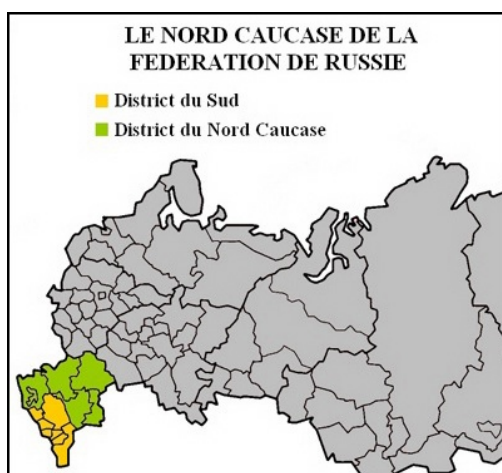 LE NORD CAUCASE DE LA
FEDERATION DE RUSSIE
District du Sud
District du Nord Caucase